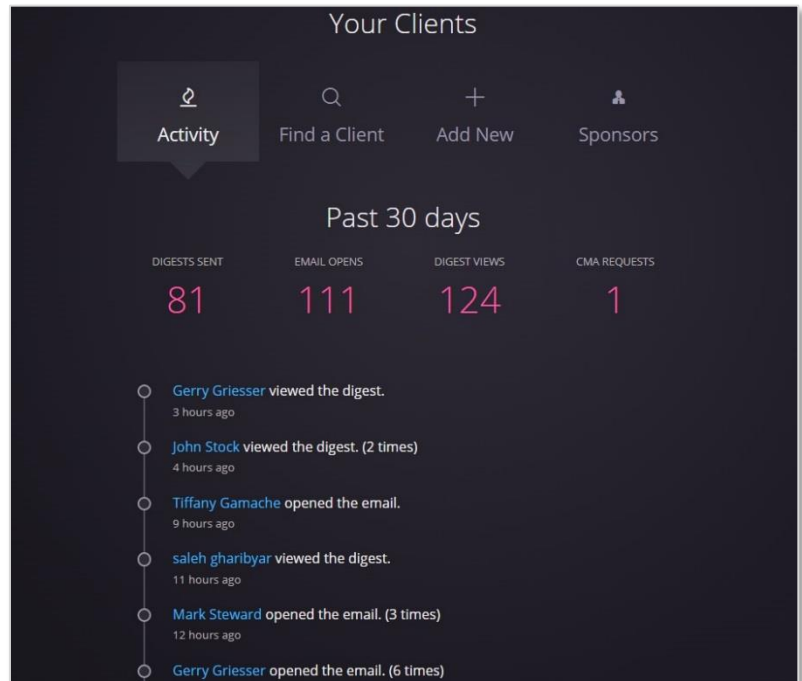 Your Clients
Activity
Find a Client
Add New
Sponsors
Past 30 days
DIGESTS SENT
EMAIL OPENS
DIGEST VIEWS
CMA REQUESTS
81
111
124
1
Gerry Griesser viewed the digest.
3 hours ago
John Stock viewed the digest. (2 times)
4 hours ago
Tiffany Gamache opened the email.
9 hours ago
saleh gharibyar viewed the digest.
11 hours ago
Mark Steward opened the email. (3 times)
12 hours ago
Gerry Griesser opened the email. (6 times)